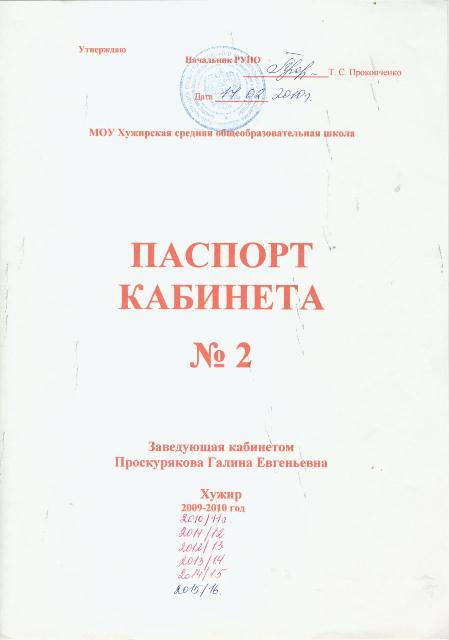 Утверждаю
Начальник РУНО
Т. С. Прокопченко
Дата 17.02 2010г.
МОУ Хужирская средняя общеобразовательная школа
ПАСПОРТ
КАБИНЕТА
№ 2
Заведующая кабинетом
Проскурякова Галина Евгеньевна
Хужир
2009-2010 год
2010/11г.
2011/12
2012/13
2013/14
2014/15
2015/16.